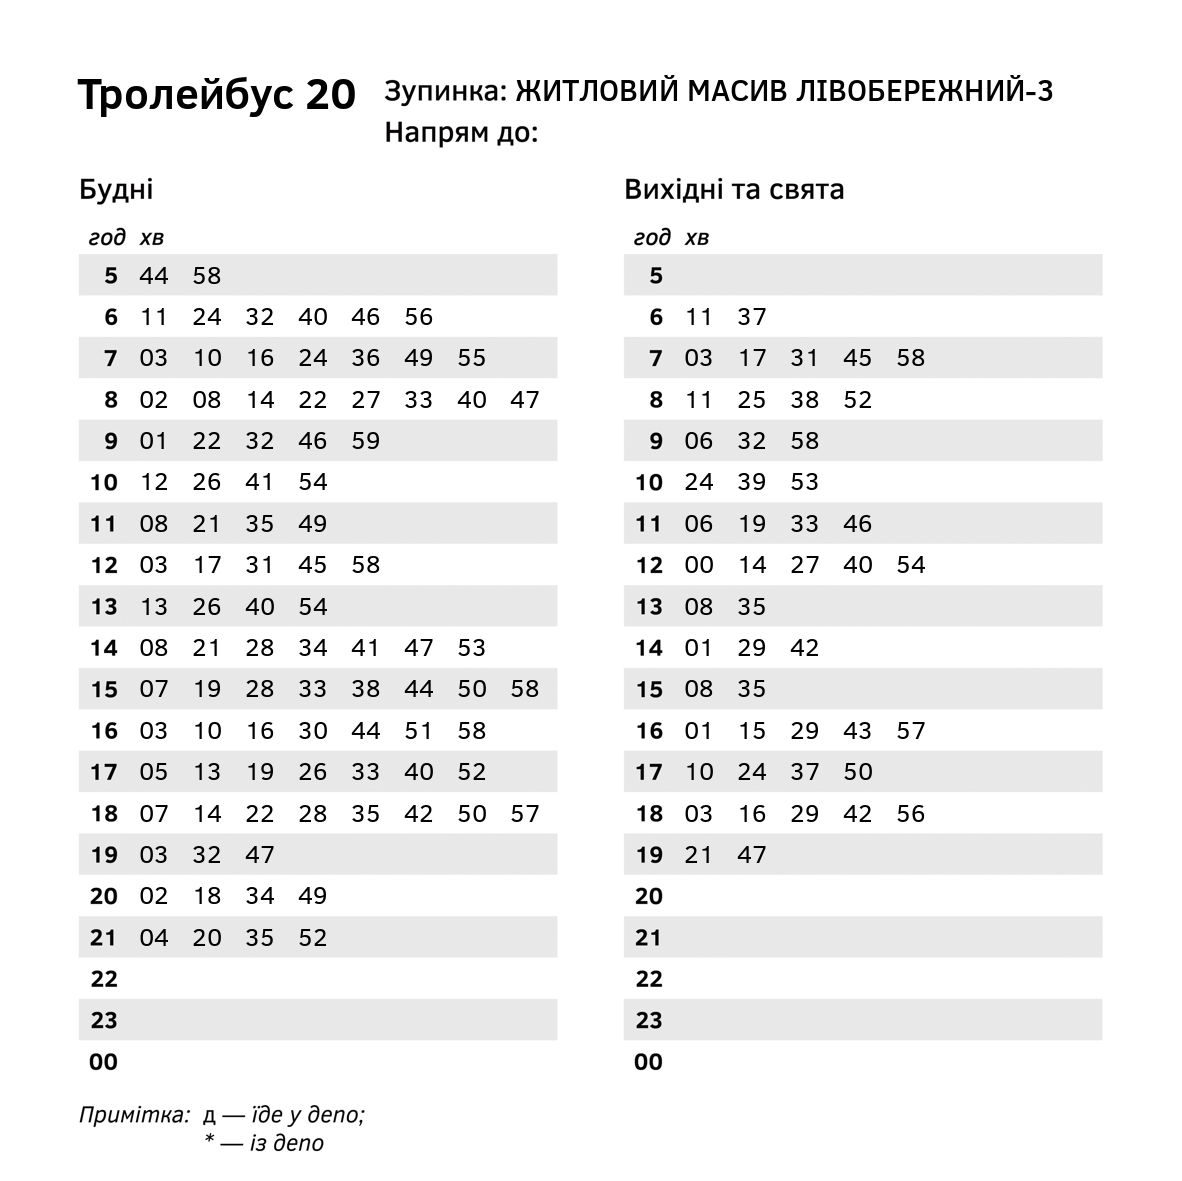 Тролейбус 20
Зупинка: ЖИТЛОВИЙ МАСИВ ЛІВОБЕРЕЖНИЙ-3
Напрям до:
Будні
год хв
5 44 58
6 11 24 32 40 46 56
7 03 10 16 24 36 49 55
8 02 08 14 22 27 33 40 47
9 01 22 32 46 59
10 12 26 41 54
11 08 21 35 49
12 03 17 31 45 58
13 13 26 40 54
14 08 21 28 34 41 47 53
15 07 19 28 33 38 44 50 58
16 03 10 16 30 44 51 58
17 05 13 19 26 33 40 52
18 07 14 22 28 35 42 50 57
19 03 32 47
20 02 18 34 49
21 04 20 35 52
22
23
00
Вихідні та свята
год хв
5
6 11 37
7 03 17 31 45 58
8 11 25 38 52
9 06 32 58
10 24 39 53
11 06 19 33 46
12 00 14 27 40 54
13 08 35
14 01 29 42
15 08 35
16 01 15 29 43 57
17 10 24 37 50
18 03 16 29 42 56
19 21 47
20
21
22
23
00
Примітка: д — їде у депо;
* — із депо